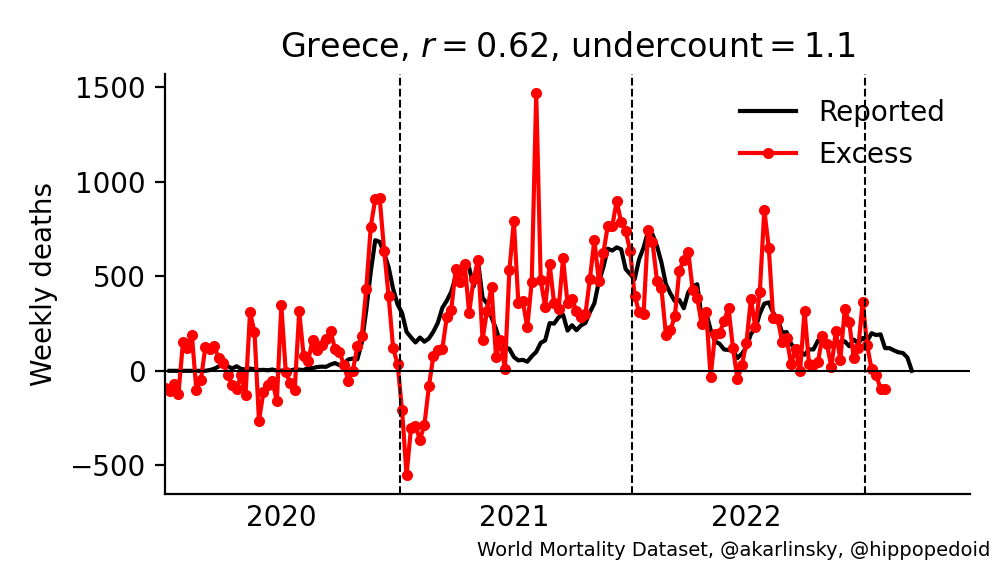 Greece, r = 0.62, undercount = 1.1
1500
1000
500
0
−500
Weekly deaths
Reported
Excess
2020
2021
2022
World Mortality Dataset, @akarlinsky, @hippopedoid